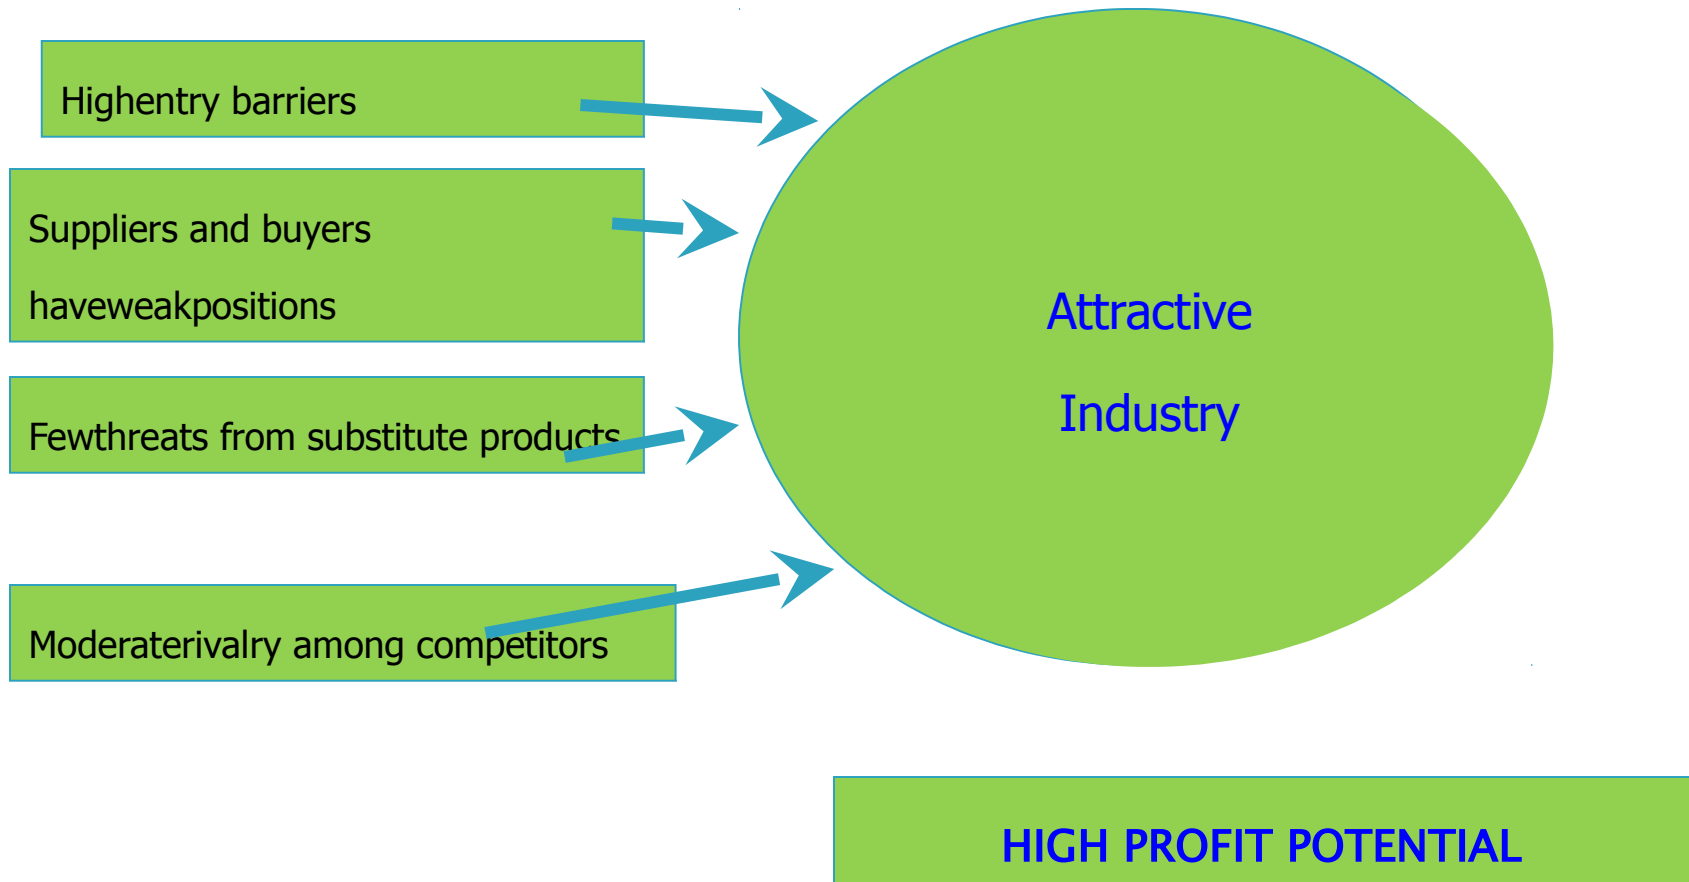 Highentry barriers
Suppliers and buyers
haveweakpositions
Fewthreats from substitute products
Moderaterivalry among competitors
Attractive
Industry
HIGH PROFIT POTENTIAL